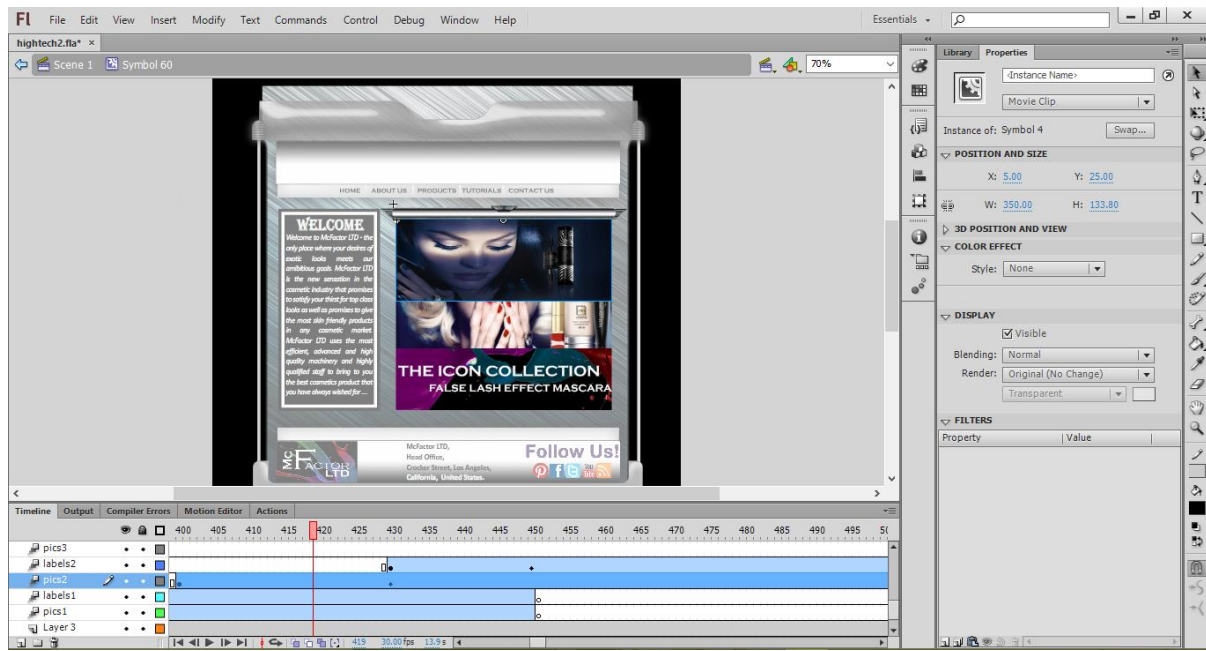 Fl File Edit View Insert Modify Text Commands Control Debug Window Help Essentials
hightech2.fla* ×
Scene 1 Symbol 60 70%
HOME ABOUT US PRODUCTS TUTORIALS CONTACT US
WELCOME
Welcome to McFactor LTD - the
only place where your desires of
exotic looks meets our
ambitious goals. McFactor LTD
is the new sensation in the
cosmetic industry that promises
to satisfy your thirst for top class
looks as well as promises to give
the most skin friendly products
in any cosmetic market.
McFactor LTD uses the most
efficient, advanced and high
quality machinery and highly
qualified staff to bring to you
the best cosmetics product that
you have always wished for ...
THE ICON COLLECTION
FALSE LASH EFFECT MASCARA
Mc FACTOR LTD
McFactor LTD,
Head Office,
Crocker Street, Los Angeles,
California, United States.
Follow Us!
You Tube
Library Properties
<Instance Name>
Movie Clip
Instance of: Symbol 4 Swap...
POSITION AND SIZE
X: 5.00 Y: 25.00
W: 350.00 H: 133.80
3D POSITION AND VIEW
COLOR EFFECT
Style: None
DISPLAY
Visible
Blending: Normal
Render: Original (No Change)
Transparent
FILTERS
Property Value
Timeline Output Compiler Errors Motion Editor Actions
400 405 410 415 420 425 430 435 440 445 450 455 460 465 470 475 480 485 490 495
pics3
labels2
pics2
labels1
pics1
Layer 3
419 30.00 fps 13.9 s